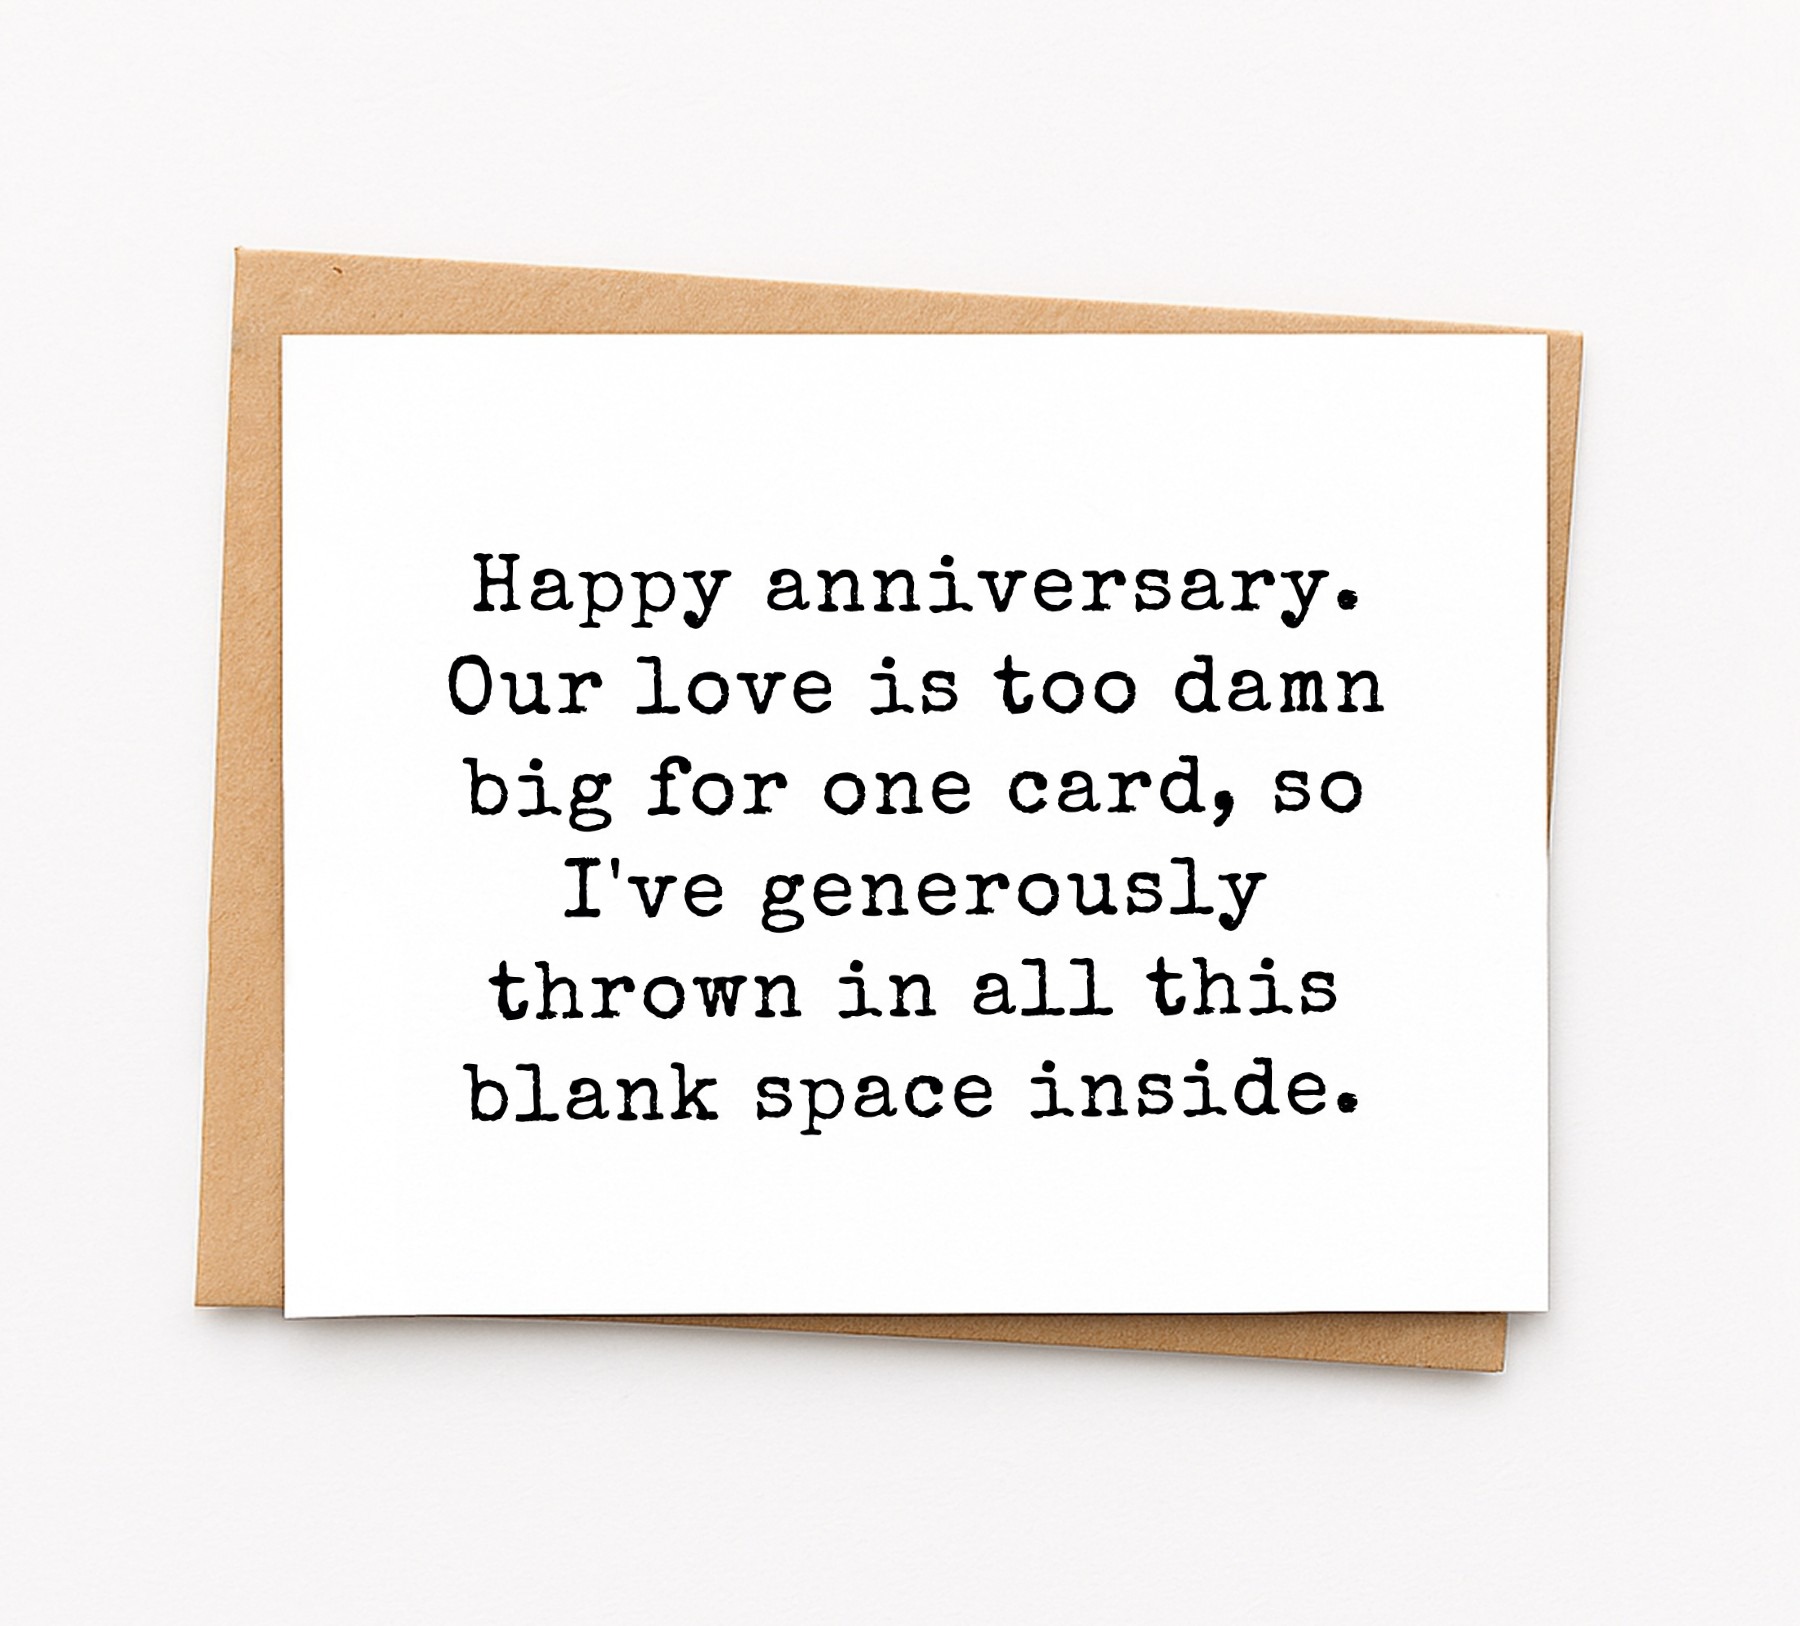 Happy anniversary.
Our love is too damn
big for one card, so
I've generously
thrown in all this
blank space inside.